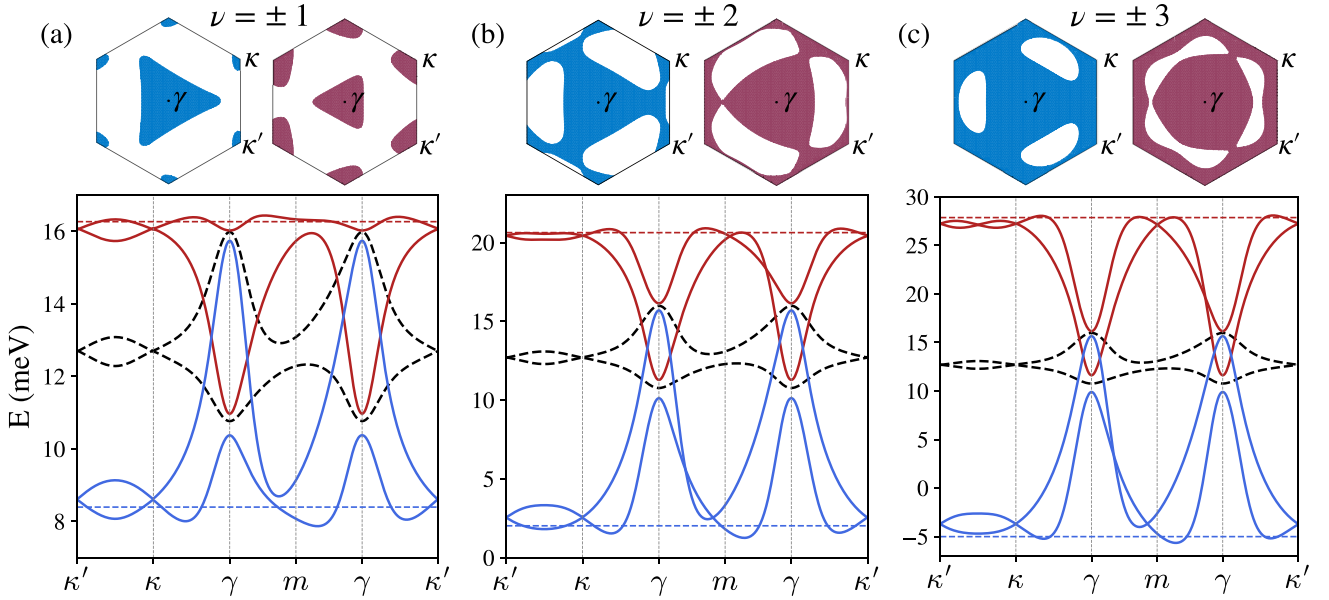 (a) ν = ± 1
κ
γ
κ′
κ
γ
κ′
(b) ν = ± 2
κ
γ
κ′
κ
γ
κ′
(c) ν = ± 3
κ
γ
κ′
κ
γ
κ′
E (meV)
16
14
12
10
8
κ′ κ γ m γ κ′
20
15
10
5
0
κ′ κ γ m γ κ′
30
25
20
15
10
5
0
−5
κ′ κ γ m γ κ′